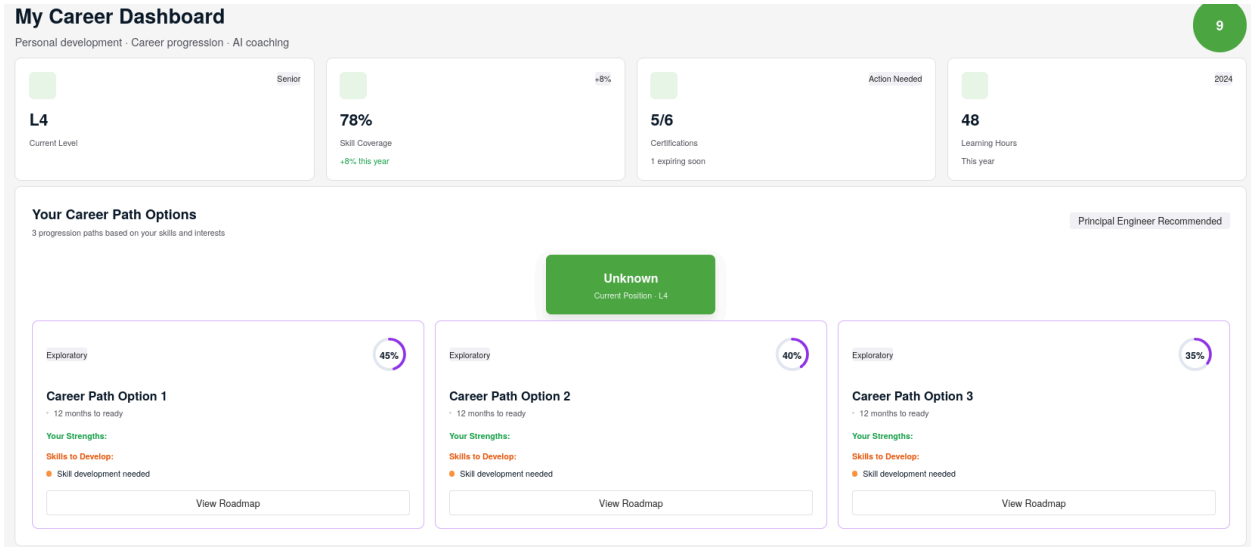 My Career Dashboard
9
Personal development · Career progression · AI coaching
Senior
L4
Current Level
+8%
78%
Skill Coverage
+8% this year
Action Needed
5/6
Certifications
1 expiring soon
2024
48
Learning Hours
This year
Your Career Path Options
3 progression paths based on your skills and interests
Principal Engineer Recommended
Unknown
Current Position · L4
Exploratory
45%
Career Path Option 1
12 months to ready
Your Strengths:
Skills to Develop:
Skill development needed
View Roadmap
Exploratory
40%
Career Path Option 2
12 months to ready
Your Strengths:
Skills to Develop:
Skill development needed
View Roadmap
Exploratory
35%
Career Path Option 3
12 months to ready
Your Strengths:
Skills to Develop:
Skill development needed
View Roadmap